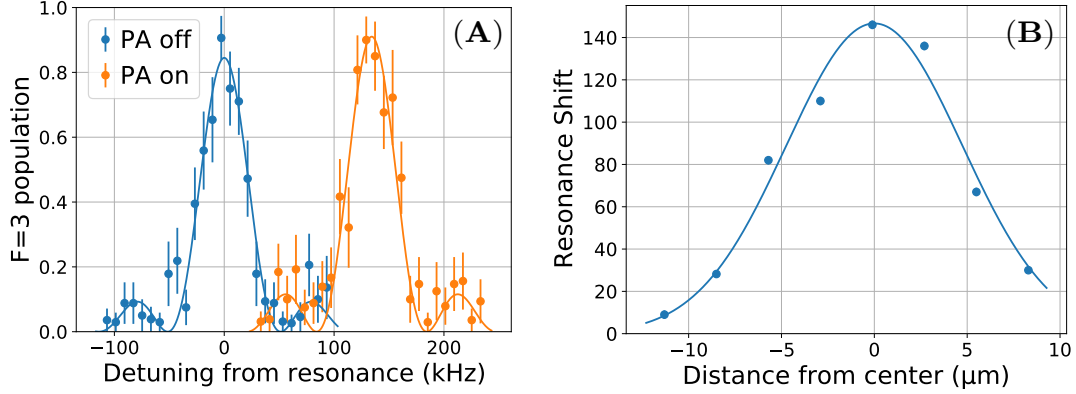 (A)
PA off
PA on
F=3 population
1.0
0.8
0.6
0.4
0.2
0.0
−100
0
100
200
Detuning from resonance (kHz)
(B)
Resonance Shift
140
120
100
80
60
40
20
0
−10
−5
0
5
10
Distance from center (μm)